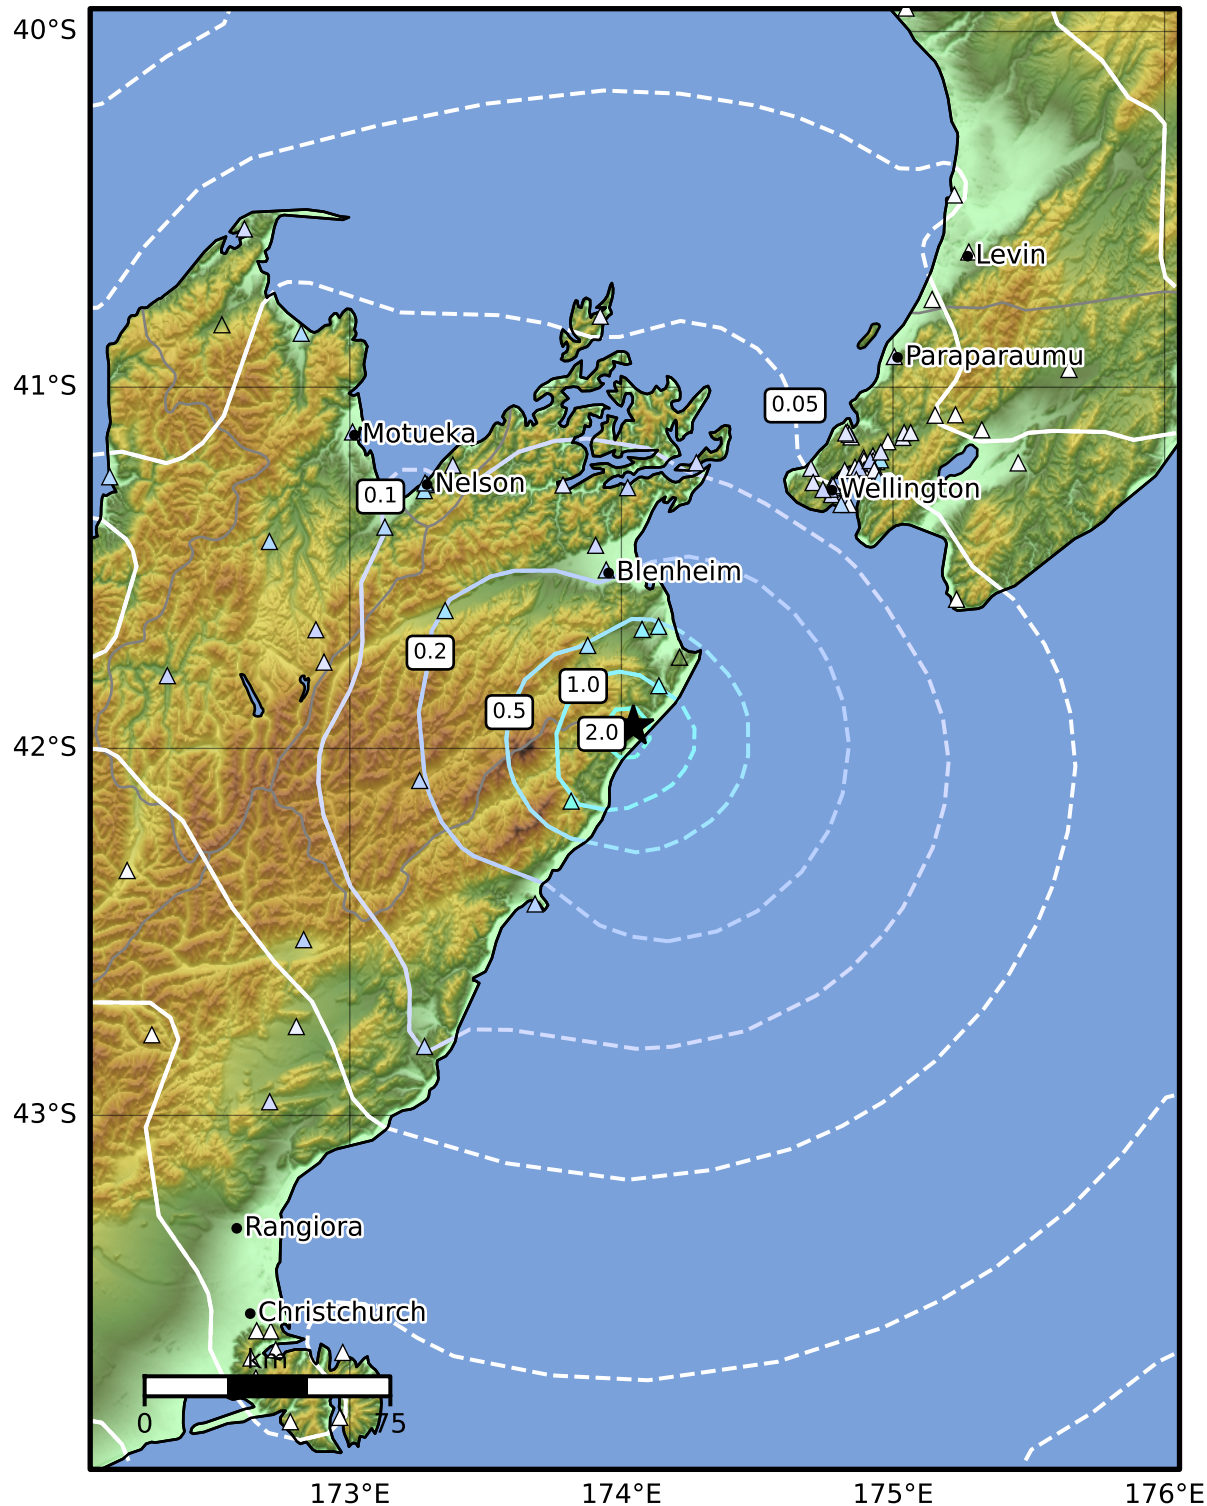 40°S
Levin
Paraparaumu
41°S
0.05
Motueka
Nelson
0.1
Wellington
Blenheim
0.2
1.0
0.5
2.0
42°S
43°S
Rangiora
Christchurch
km
0
75
173°E
174°E
175°E
176°E